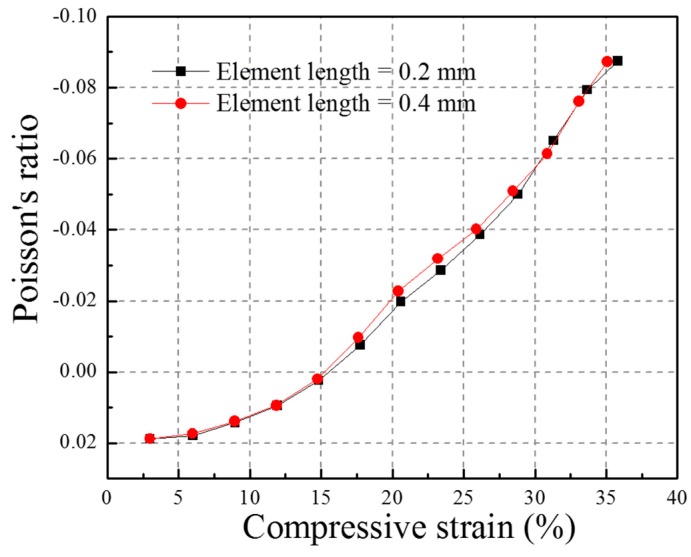 -0.10
-0.08
-0.06
-0.04
-0.02
0.00
0.02
Poisson's ratio
Element length = 0.2 mm
Element length = 0.4 mm
0 5 10 15 20 25 30 35 40
Compressive strain (%)